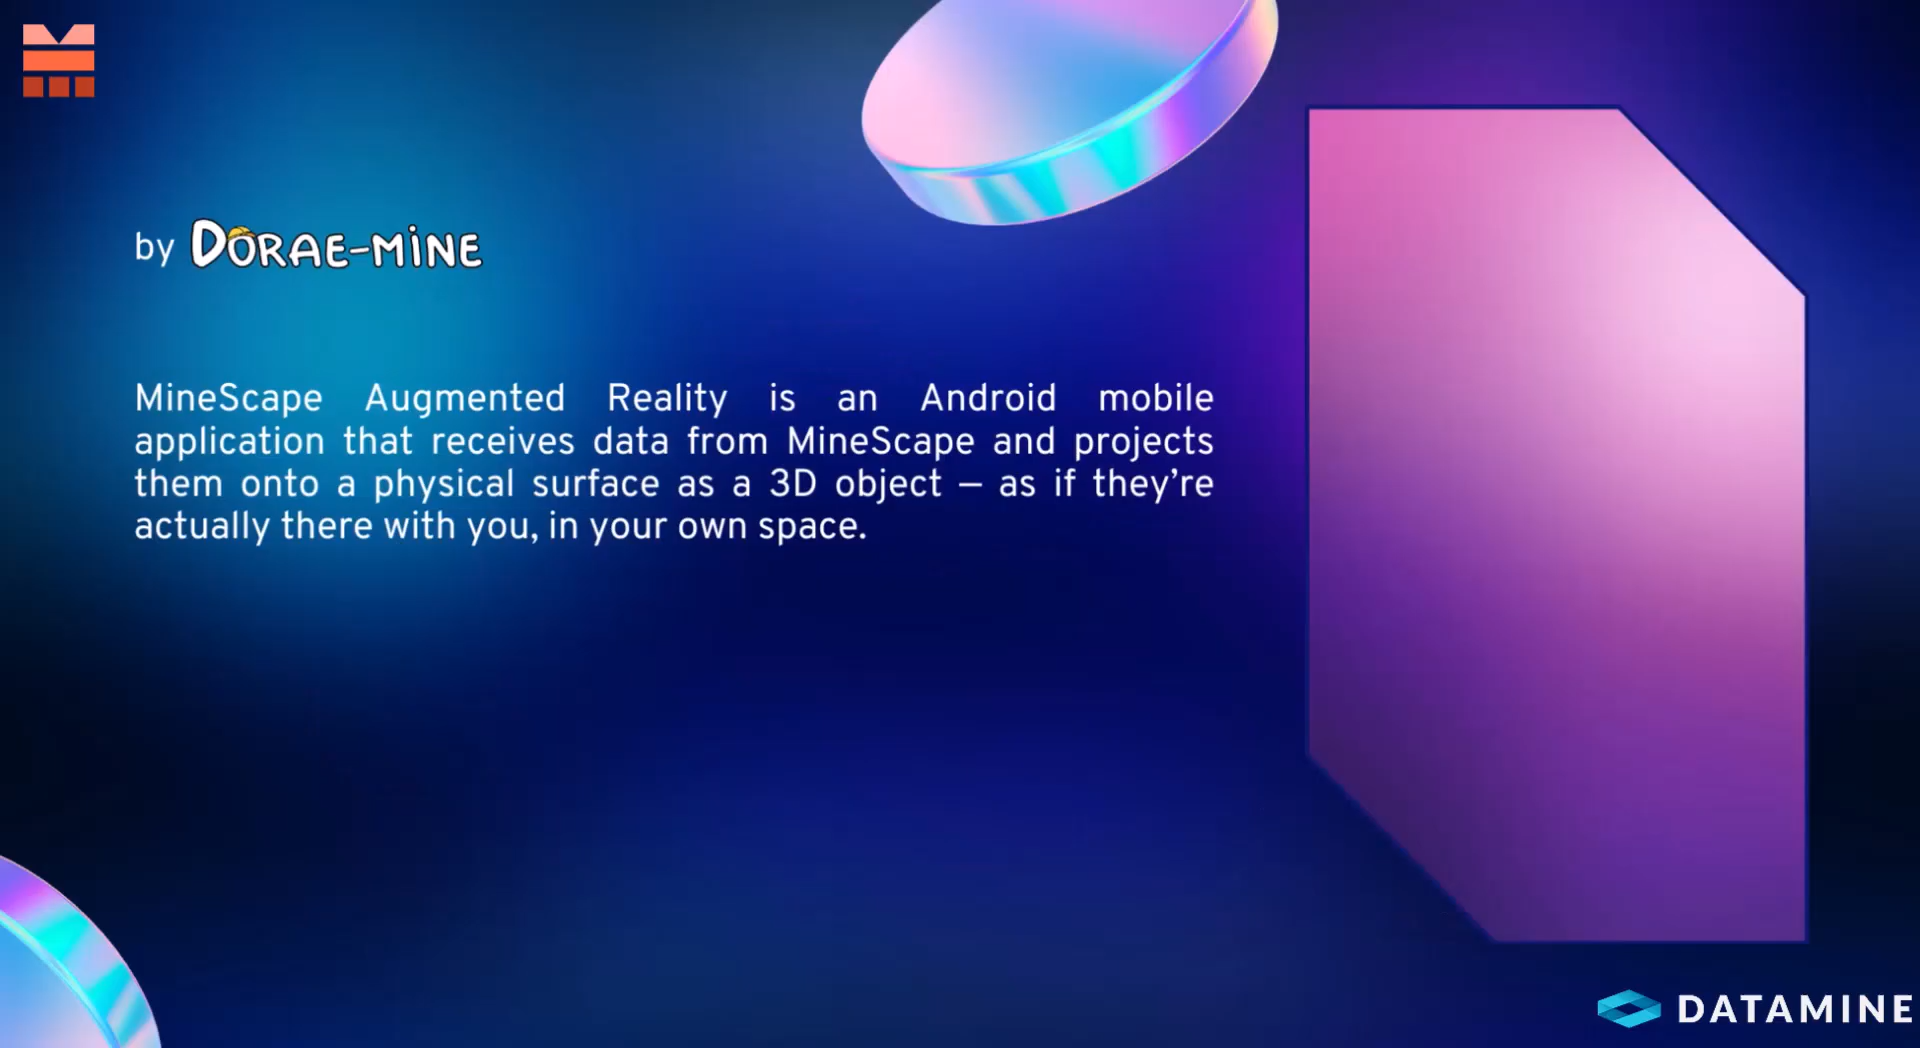 by DORAE-MINE
MineScape Augmented Reality is an Android mobile
application that receives data from MineScape and projects
them onto a physical surface as a 3D object – as if they’re
actually there with you, in your own space.
DATAMINE